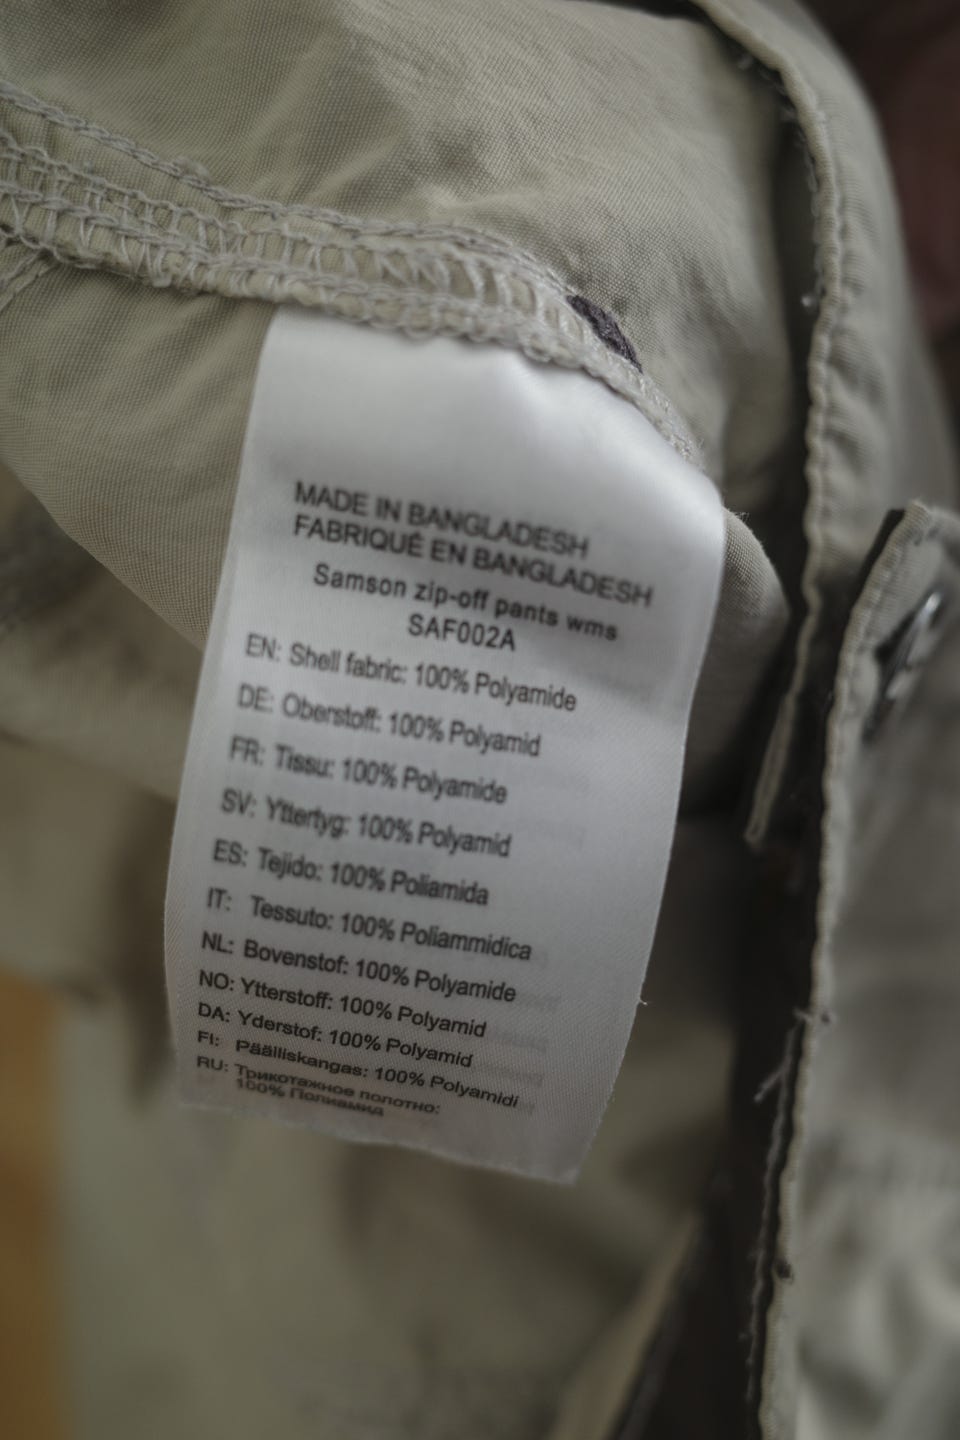 MADE IN BANGLADESH
FABRIQUÉ EN BANGLADESH
Samson zip-off pants wms
SAF002A
EN: Shell fabric: 100% Polyamide
DE: Oberstoff: 100% Polyamid
FR: Tissu: 100% Polyamide
SV: Yttertyg: 100% Polyamid
ES: Tejido: 100% Poliamida
IT: Tessuto: 100% Poliammidica
NL: Bovenstof: 100% Polyamide
NO: Ytterstoff: 100% Polyamid
DA: Yderstof: 100% Polyamid
FI: Päälliskangas: 100% Polyamidi
RU: Трикотажное полотно:
100% Полиамид